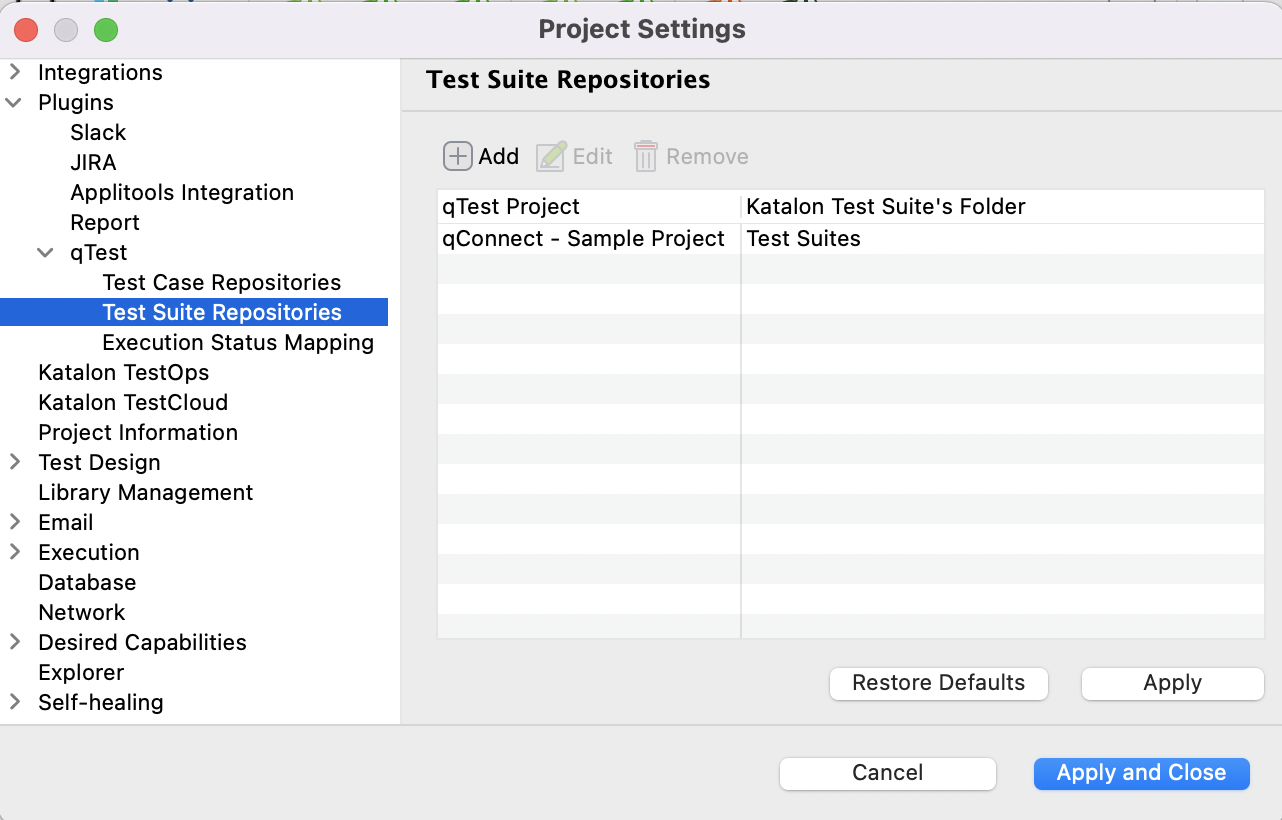 Project Settings
Integrations
Plugins
Slack
JIRA
Applitools Integration
Report
qTest
Test Case Repositories
Test Suite Repositories
Execution Status Mapping
Katalon TestOps
Katalon TestCloud
Project Information
Test Design
Library Management
Email
Execution
Database
Network
Desired Capabilities
Explorer
Self-healing
Test Suite Repositories
Add Edit Remove
qTest Project Katalon Test Suite's Folder
qConnect - Sample Project Test Suites
Restore Defaults Apply
Cancel Apply and Close